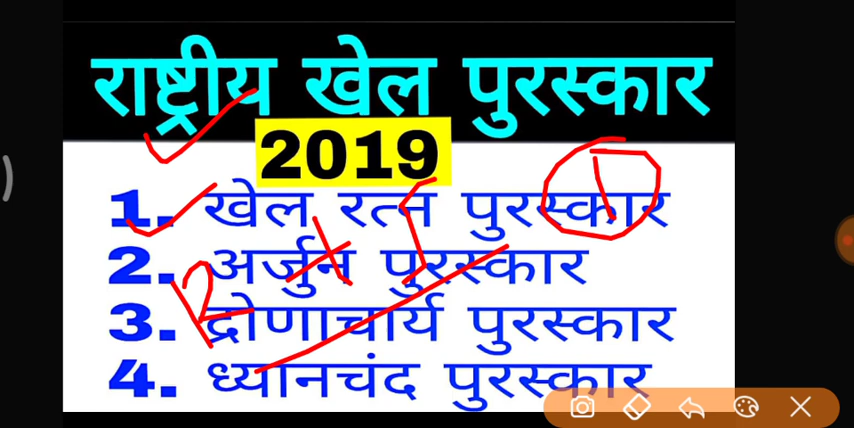 राष्ट्रीय खेल पुरस्कार
2019
1. खेल रत्न पुरस्कार
2. अर्जुन पुरस्कार
3. द्रोणाचार्य पुरस्कार
4. ध्यानचंद पुरस्कार